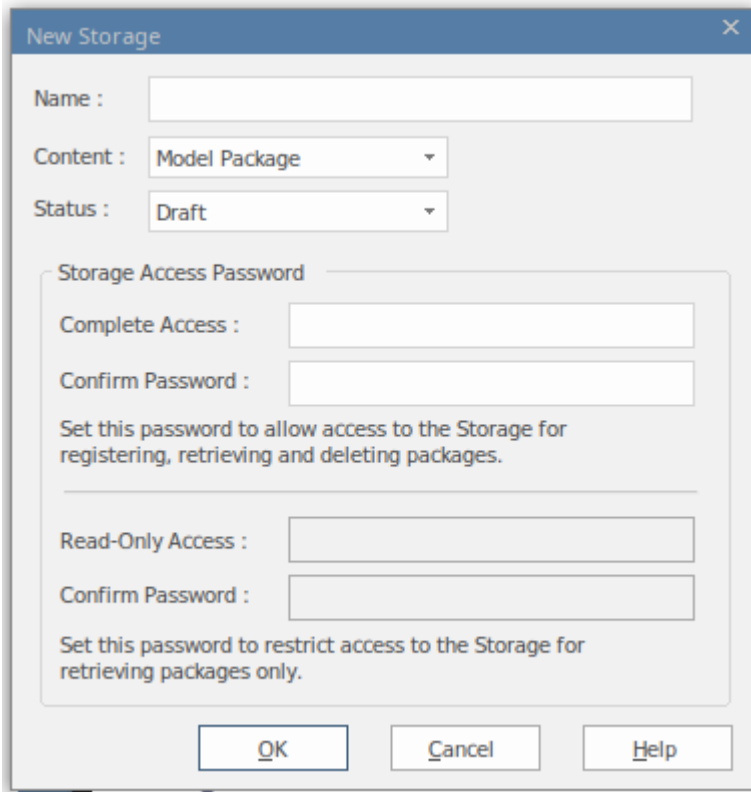 New Storage
Name :
Content : Model Package
Status : Draft
Storage Access Password
Complete Access :
Confirm Password :
Set this password to allow access to the Storage for
registering, retrieving and deleting packages.
Read-Only Access :
Confirm Password :
Set this password to restrict access to the Storage for
retrieving packages only.
OK Cancel Help